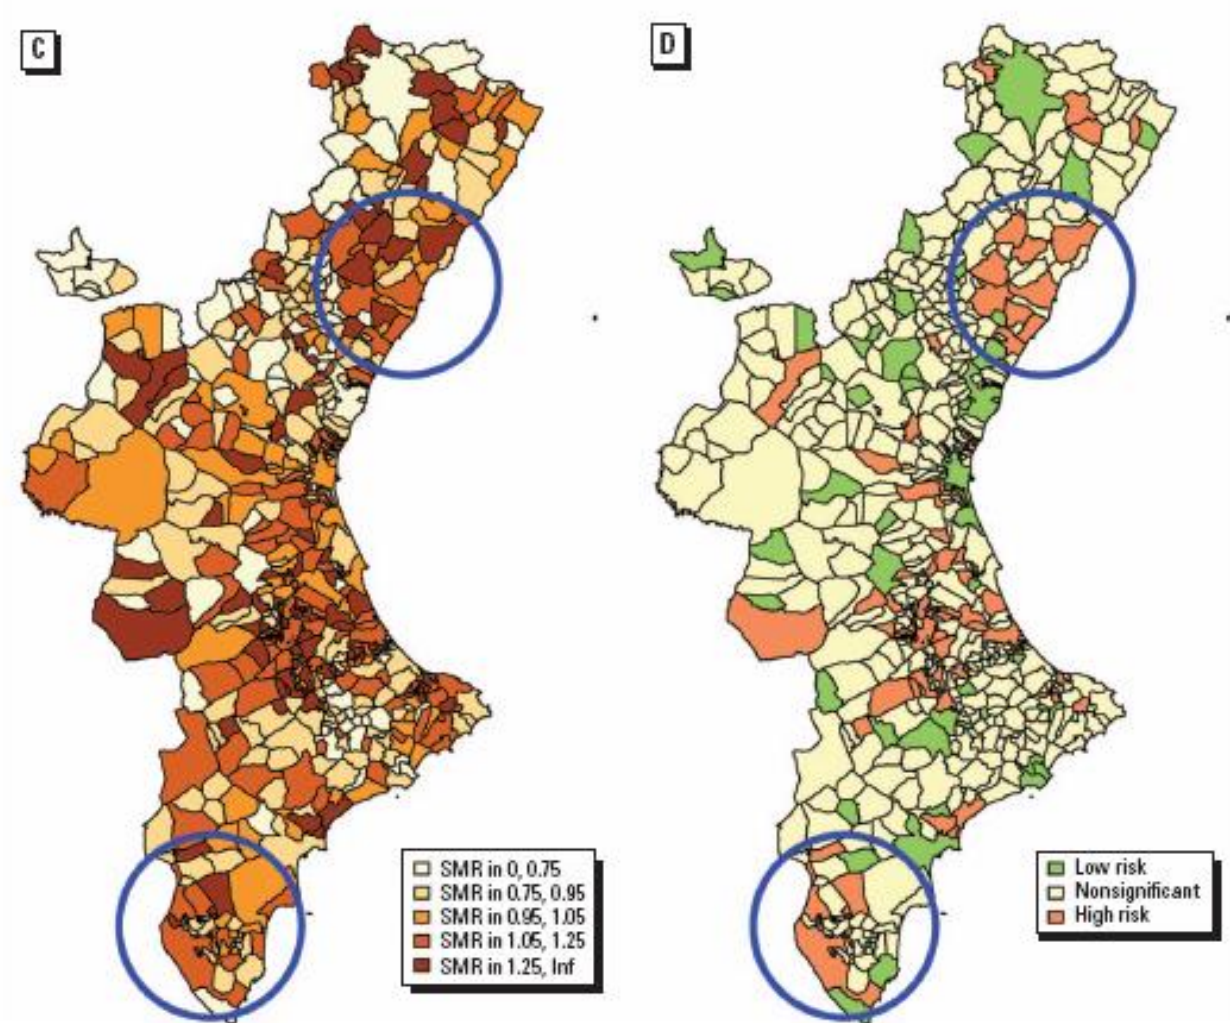 C
D
SMR in 0, 0.75
SMR in 0.75, 0.95
SMR in 0.95, 1.05
SMR in 1.05, 1.25
SMR in 1.25, Inf
Low risk
Nonsignificant
High risk